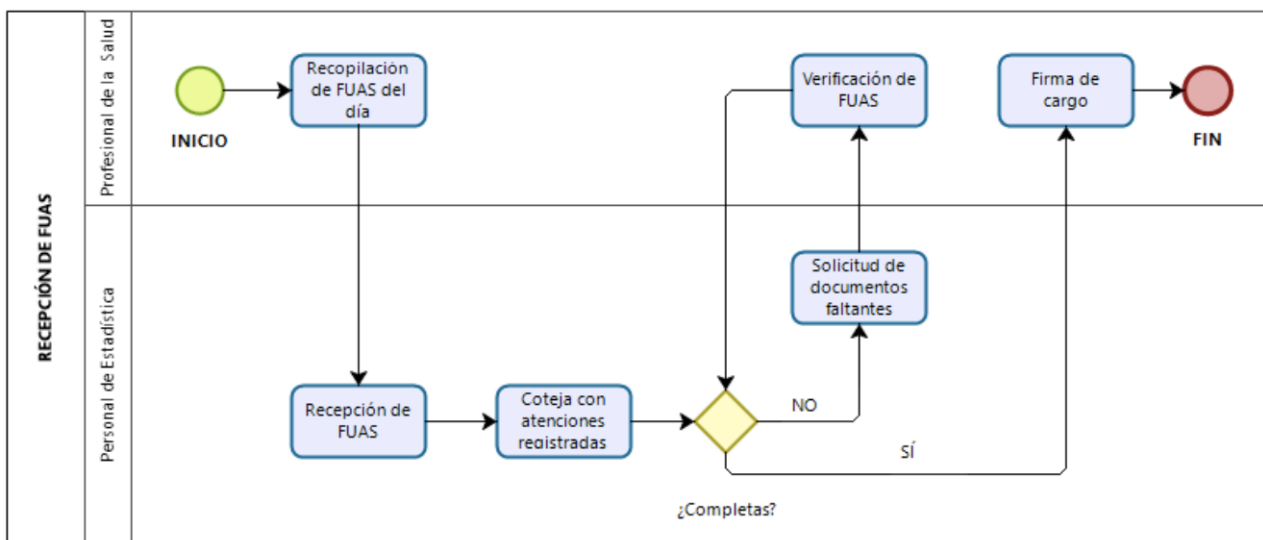 RECEPCIÓN DE FUAS
Profesional de la Salud
INICIO
Recopilación
de FUAS del
día
Verificación de
FUAS
Firma de
cargo
FIN
Personal de Estadística
Solicitud de
documentos
faltantes
Recepción de
FUAS
Coteja con
atenciones
registradas
NO
SÍ
¿Completas?